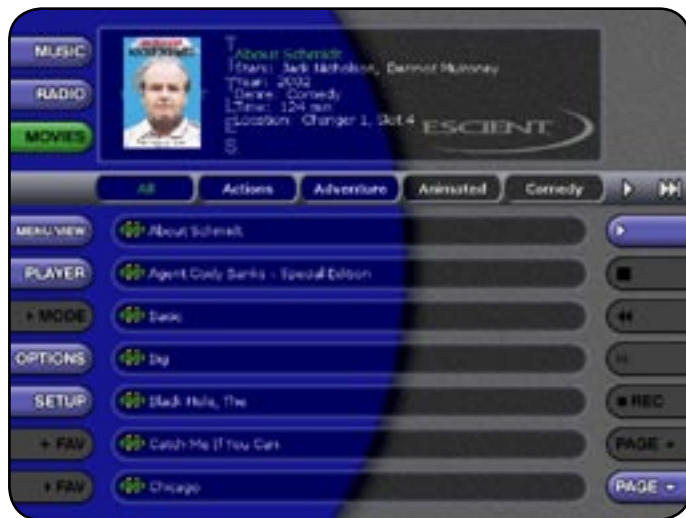 MUSIC
RADIO
MOVIES
TITLES
About Schmidt
Stars: Jack Nicholson, Dermot Mulroney
Year: 2002
Genre: Comedy
Time: 124 min
Location: Changer 1, Slot 4
ESCIENT
All
Actions
Adventure
Animated
Comedy
MENU/VIEW
About Schmidt
PLAYER
Agent Cody Banks - Special Edition
MODE
Basic
OPTIONS
Big
SETUP
Black Hole, The
REC
+ FAV
Catch Me If You Can
PAGE
FAV
Chicago
PAGE